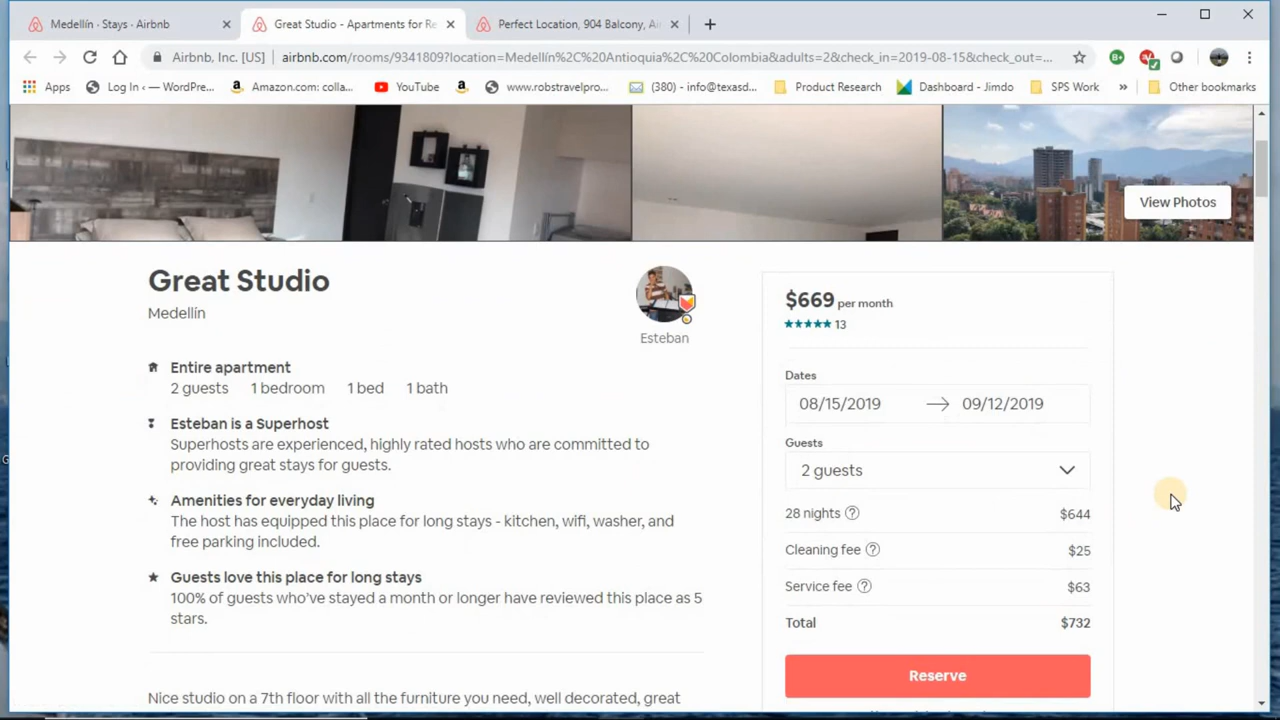 Medellín · Stays · Airbnb
Great Studio - Apartments for Re
Perfect Location, 904 Balcony, Ai
Airbnb, Inc. [US] | airbnb.com/rooms/9341809?location=Medellín%2C%20Antioquia%2C%20Colombia&adults=2&check_in=2019-08-15&check_out=...
Apps Log In ‹ — WordPre... Amazon.com: colla... YouTube www.robstravelpro... (380) - info@texasd... Product Research Dashboard - Jimdo SPS Work » Other bookmarks
View Photos
Great Studio
Medellín
Esteban
Entire apartment
2 guests 1 bedroom 1 bed 1 bath
Esteban is a Superhost
Superhosts are experienced, highly rated hosts who are committed to
providing great stays for guests.
Amenities for everyday living
The host has equipped this place for long stays - kitchen, wifi, washer, and
free parking included.
Guests love this place for long stays
100% of guests who've stayed a month or longer have reviewed this place as 5
stars.
Nice studio on a 7th floor with all the furniture you need, well decorated, great
$669 per month
13
Dates
08/15/2019 → 09/12/2019
Guests
2 guests
28 nights $644
Cleaning fee $25
Service fee $63
Total $732
Reserve